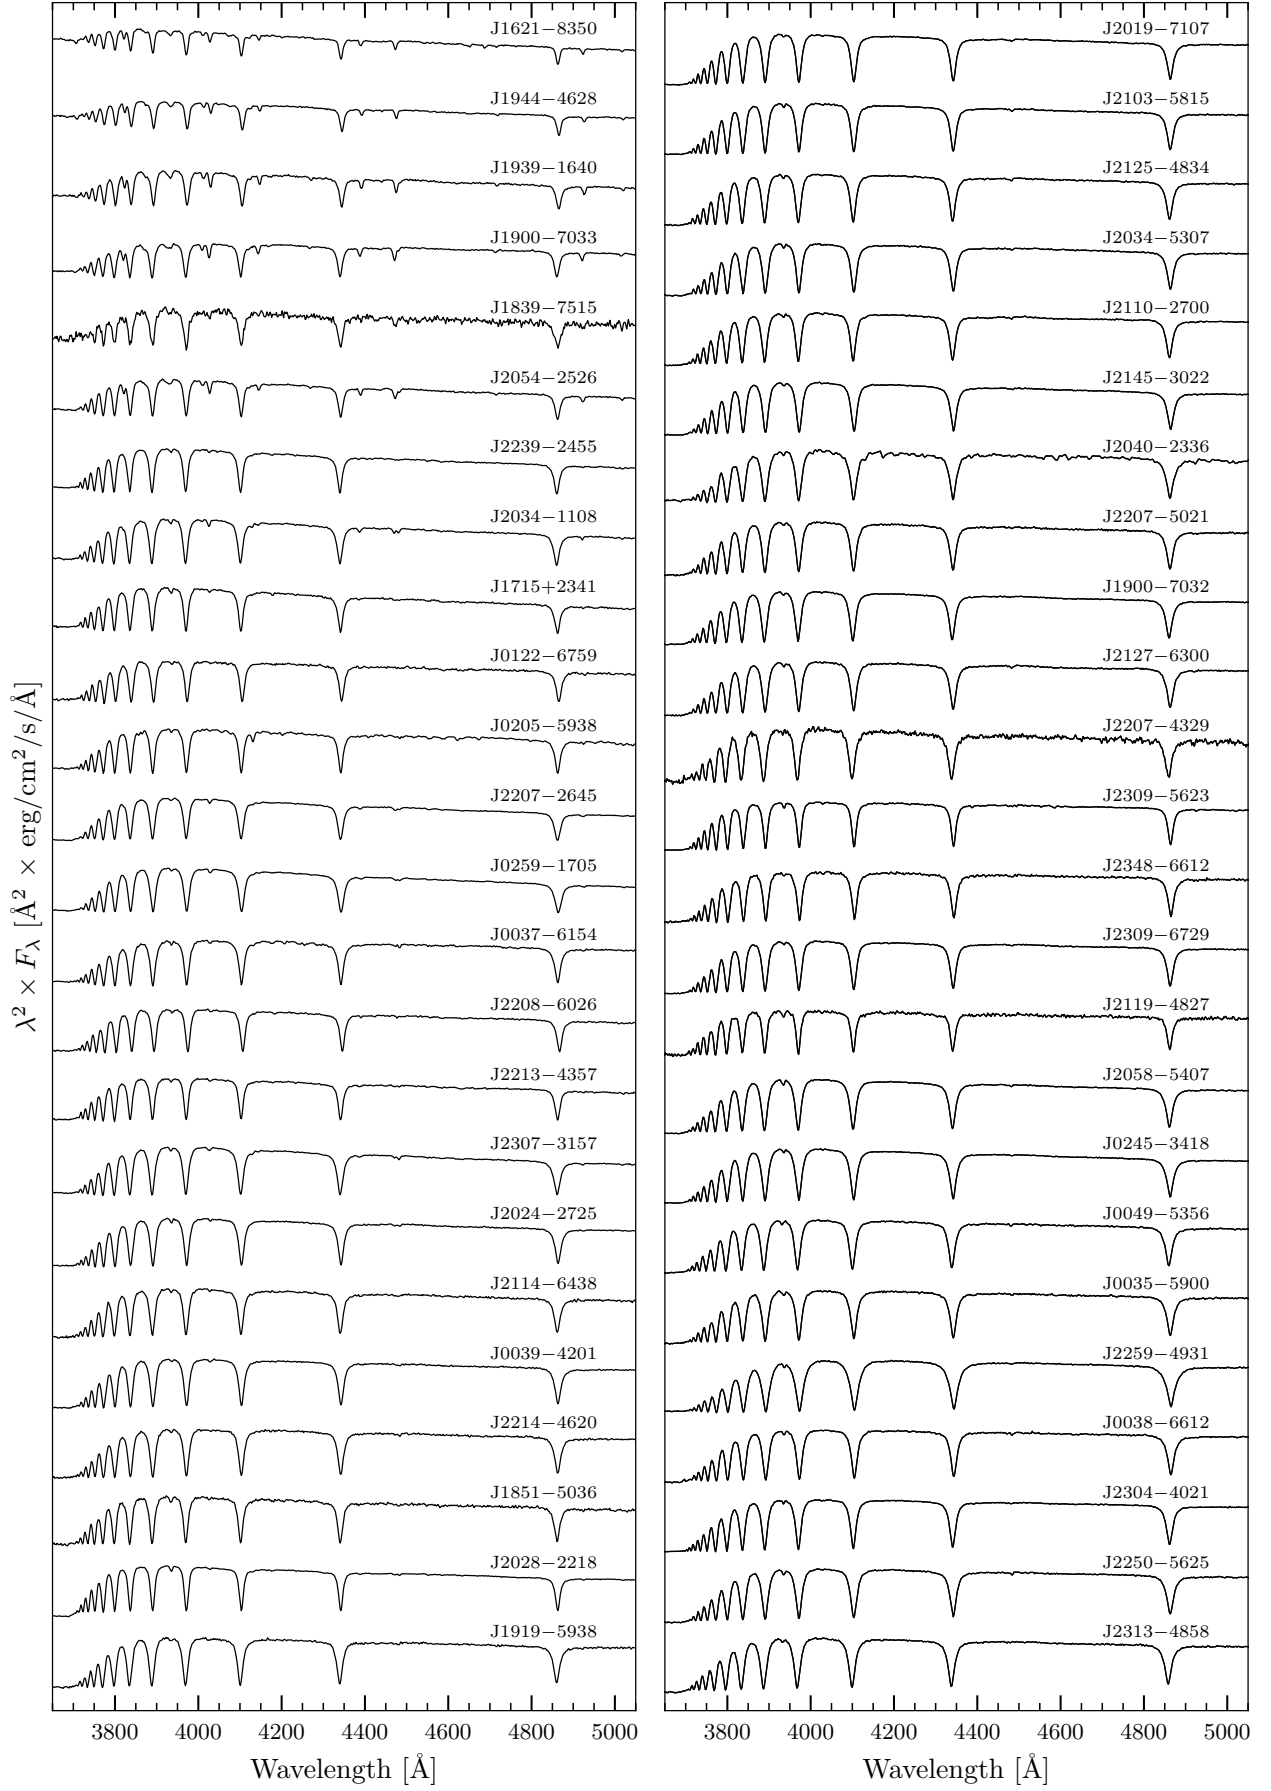 λ² × F_λ [Å² × erg/cm²/s/Å]
J1621−8350
J1944−4628
J1939−1640
J1900−7033
J1839−7515
J2054−2526
J2239−2455
J2034−1108
J1715+2341
J0122−6759
J0205−5938
J2207−2645
J0259−1705
J0037−6154
J2208−6026
J2213−4357
J2307−3157
J2024−2725
J2114−6438
J0039−4201
J2214−4620
J1851−5036
J2028−2218
J1919−5938
3800 4000 4200 4400 4600 4800 5000
Wavelength [Å]
J2019−7107
J2103−5815
J2125−4834
J2034−5307
J2110−2700
J2145−3022
J2040−2336
J2207−5021
J1900−7032
J2127−6300
J2207−4329
J2309−5623
J2348−6612
J2309−6729
J2119−4827
J2058−5407
J0245−3418
J0049−5356
J0035−5900
J2259−4931
J0038−6612
J2304−4021
J2250−5625
J2313−4858
3800 4000 4200 4400 4600 4800 5000
Wavelength [Å]